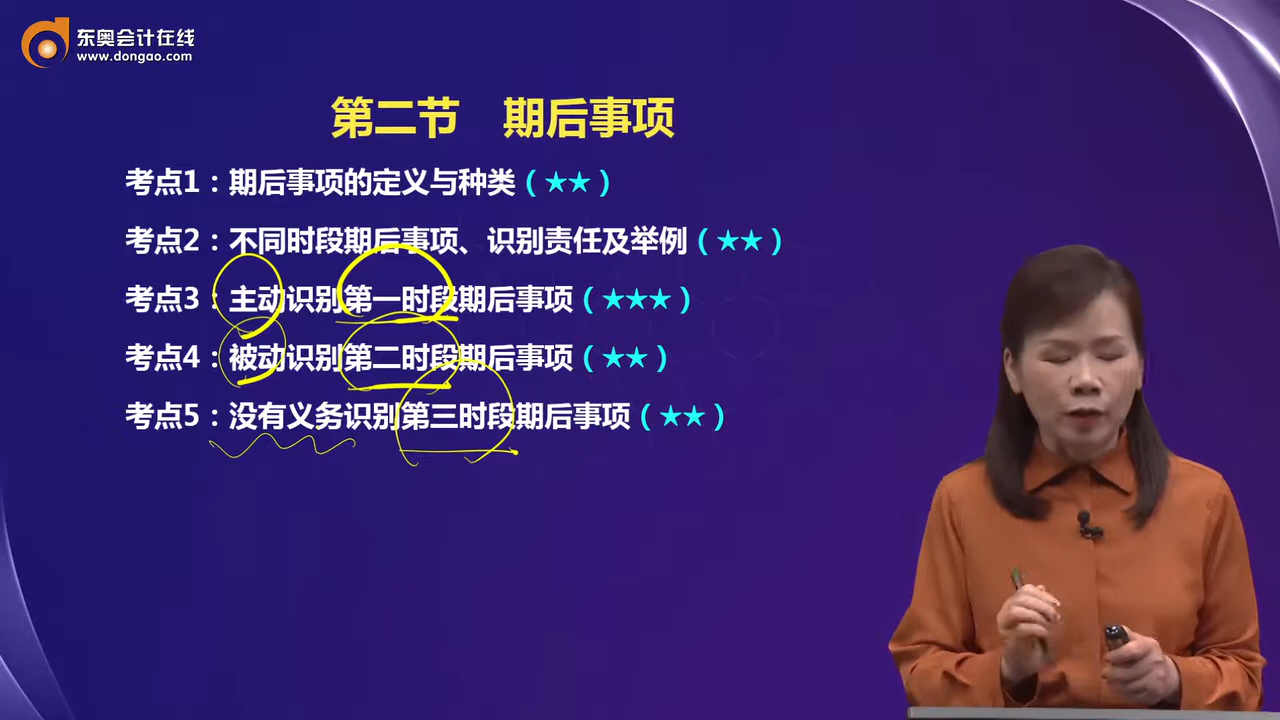 东奥会计在线
www.dongao.com
第二节 期后事项
考点1：期后事项的定义与种类（★★）
考点2：不同时段期后事项、识别责任及举例（★★）
考点3：主动识别第一时段期后事项（★★★）
考点4：被动识别第二时段期后事项（★★）
考点5：没有义务识别第三时段期后事项（★★）